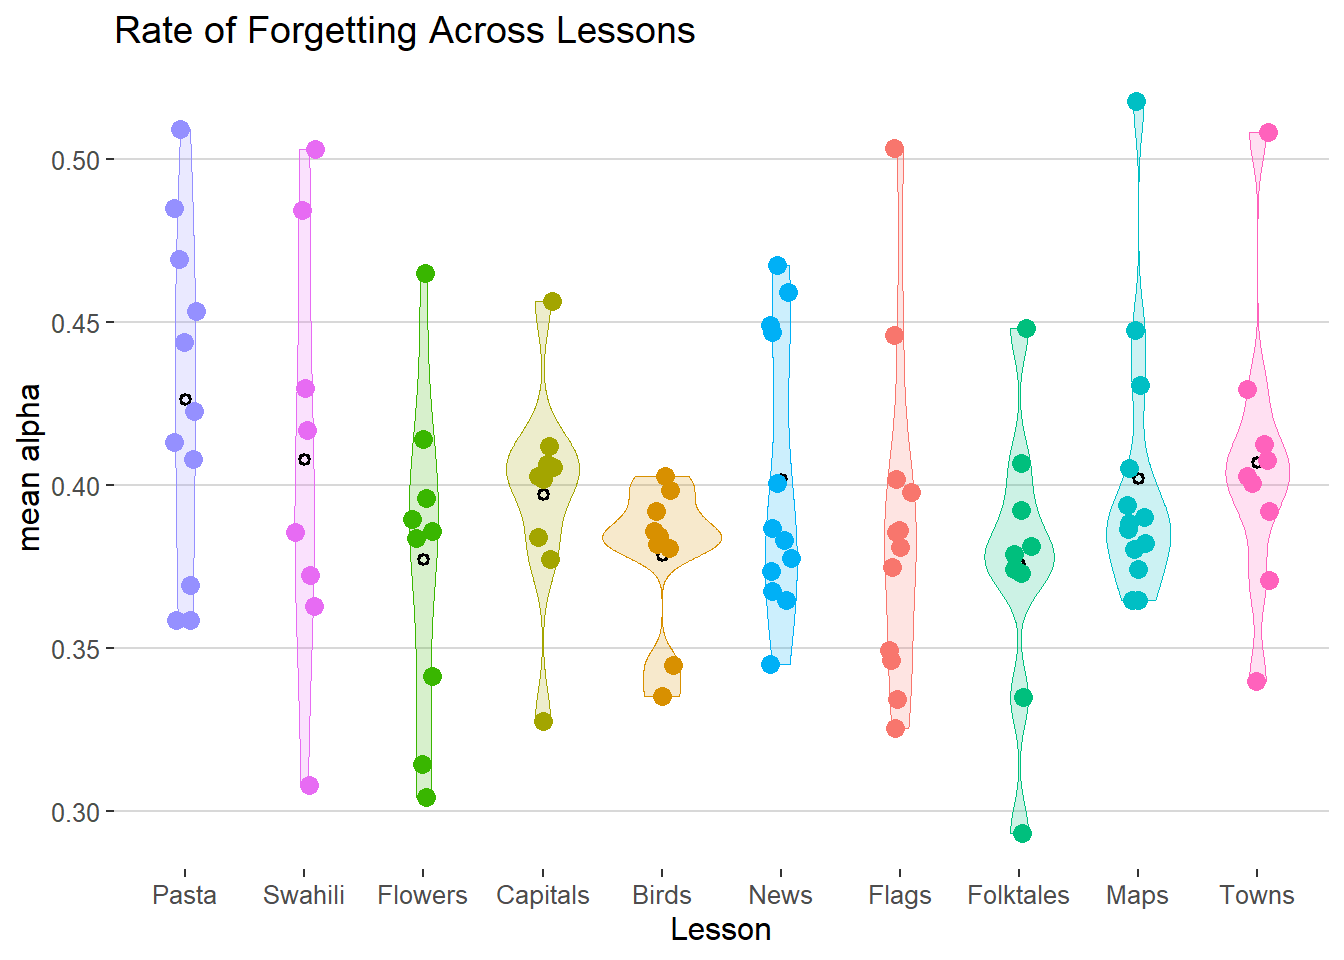 Rate of Forgetting Across Lessons
mean alpha
0.50
0.45
0.40
0.35
0.30
Pasta Swahili Flowers Capitals Birds News Flags Folktales Maps Towns
Lesson